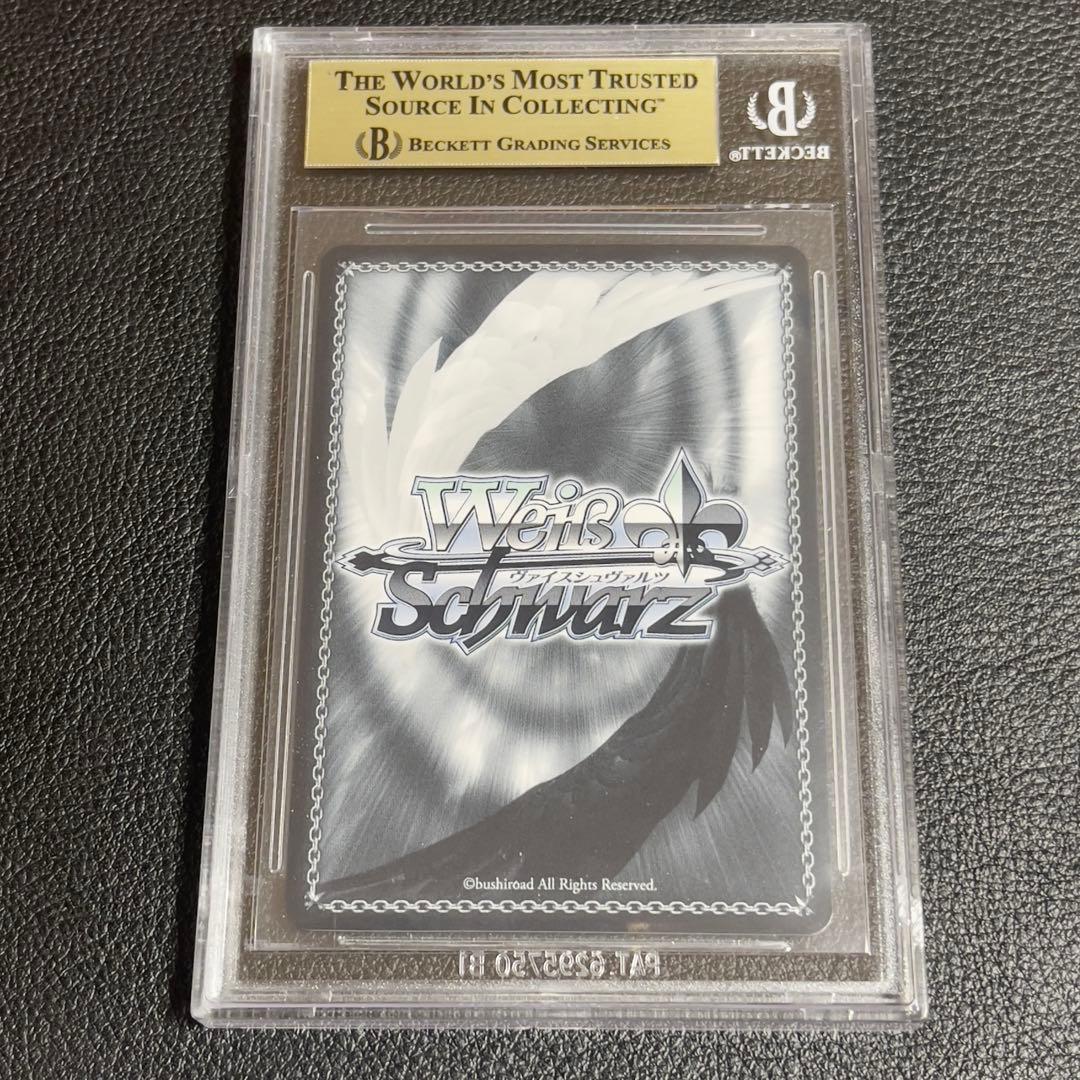 THE WORLD'S MOST TRUSTED
SOURCE IN COLLECTING™
B BECKETT GRADING SERVICES
B
BECKETT®
Weiß
ヴァイスシュヴァルツ
Schwarz
©bushiroad All Rights Reserved.
PAT. 6295750 B1